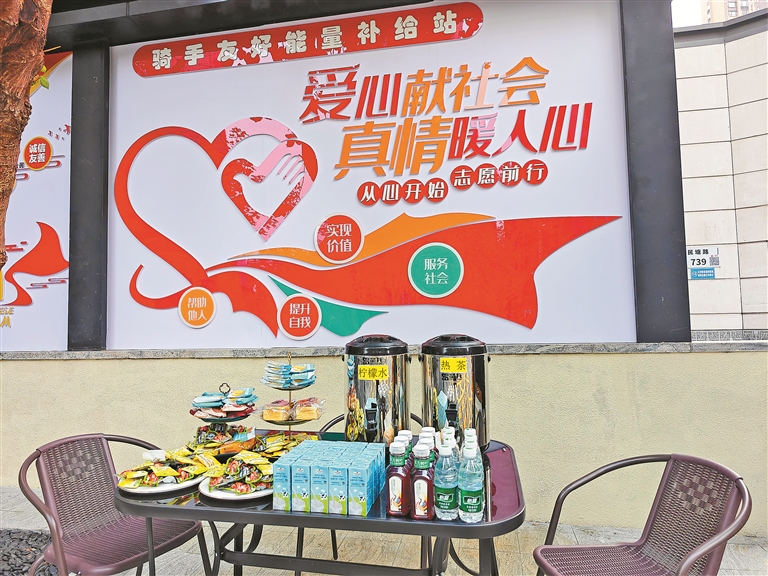 骑手友好能量补给站
爱心献社会
真情暖人心
从心开始 志愿前行
诚信
友善
实现
价值
服务
社会
帮助
他人
提升
自我
民塘路
739
柠檬水
热茶